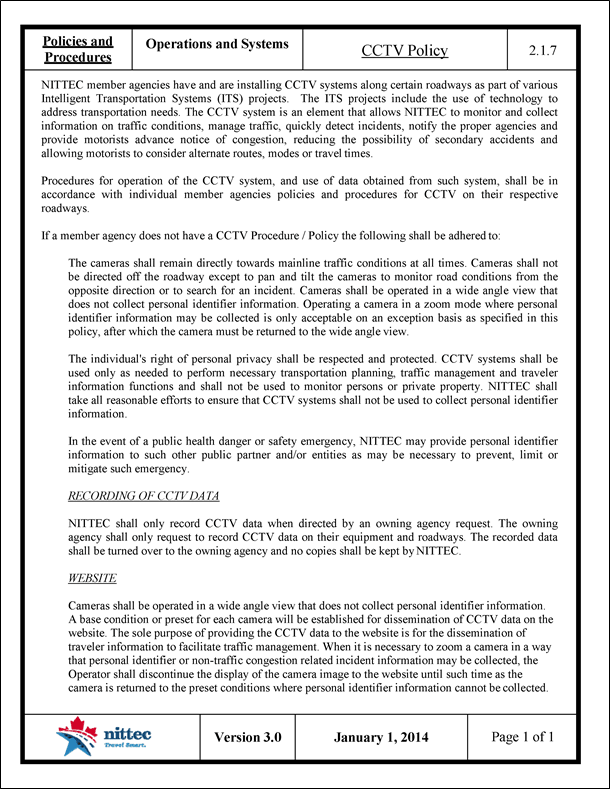 Policies and Procedures
Operations and Systems
CCTV Policy
2.1.7
NITTEC member agencies have and are installing CCTV systems along certain roadways as part of various
Intelligent Transportation Systems (ITS) projects. The ITS projects include the use of technology to
address transportation needs. The CCTV system is an element that allows NITTEC to monitor and collect
information on traffic conditions, manage traffic, quickly detect incidents, notify the proper agencies and
provide motorists advance notice of congestion, reducing the possibility of secondary accidents and
allowing motorists to consider alternate routes, modes or travel times.
Procedures for operation of the CCTV system, and use of data obtained from such system, shall be in
accordance with individual member agencies policies and procedures for CCTV on their respective
roadways.
If a member agency does not have a CCTV Procedure / Policy the following shall be adhered to:
The cameras shall remain directly towards mainline traffic conditions at all times. Cameras shall not
be directed off the roadway except to pan and tilt the cameras to monitor road conditions from the
opposite direction or to search for an incident. Cameras shall be operated in a wide angle view that
does not collect personal identifier information. Operating a camera in a zoom mode where personal
identifier information may be collected is only acceptable on an exception basis as specified in this
policy, after which the camera must be returned to the wide angle view.
The individual's right of personal privacy shall be respected and protected. CCTV systems shall be
used only as needed to perform necessary transportation planning, traffic management and traveler
information functions and shall not be used to monitor persons or private property. NITTEC shall
take all reasonable efforts to ensure that CCTV systems shall not be used to collect personal identifier
information.
In the event of a public health danger or safety emergency, NITTEC may provide personal identifier
information to such other public partner and/or entities as may be necessary to prevent, limit or
mitigate such emergency.
RECORDING OF CCTV DATA
NITTEC shall only record CCTV data when directed by an owning agency request. The owning
agency shall only request to record CCTV data on their equipment and roadways. The recorded data
shall be turned over to the owning agency and no copies shall be kept by NITTEC.
WEBSITE
Cameras shall be operated in a wide angle view that does not collect personal identifier information.
A base condition or preset for each camera will be established for dissemination of CCTV data on the
website. The sole purpose of providing the CCTV data to the website is for the dissemination of
traveler information to facilitate traffic management. When it is necessary to zoom a camera in a way
that personal identifier or non-traffic congestion related incident information may be collected, the
Operator shall discontinue the display of the camera image to the website until such time as the
camera is returned to the preset conditions where personal identifier information cannot be collected.
nittec
Travel Smart.
Version 3.0
January 1, 2014
Page 1 of 1